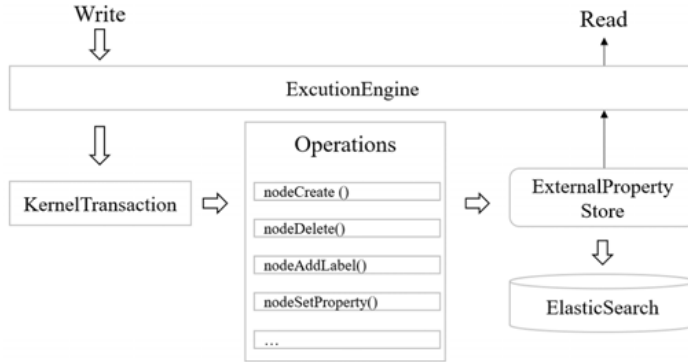 Write
Read
ExcutionEngine
Operations
nodeCreate ()
KernelTransaction
nodeDelete()
nodeAddLabel()
nodeSetProperty()
…
ExternalProperty
Store
ElasticSearch